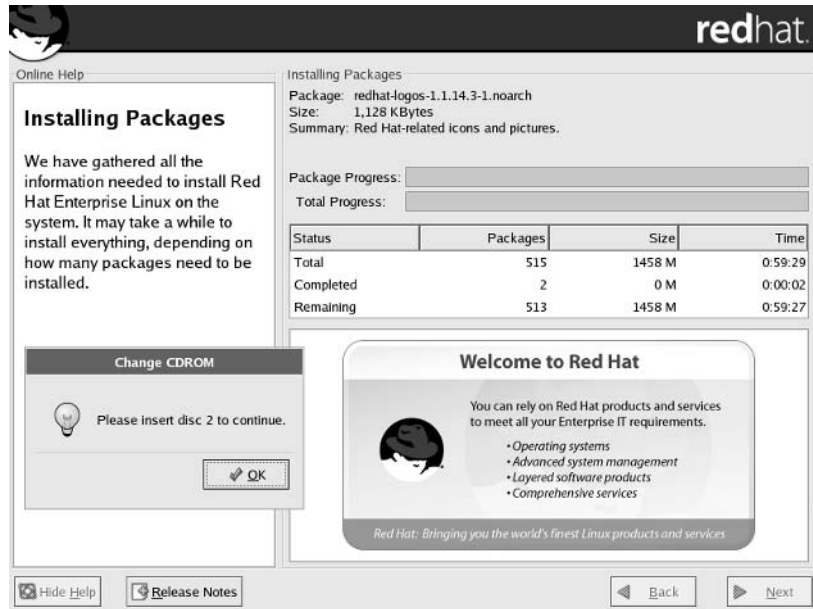 redhat.
Online Help
Installing Packages
We have gathered all the
information needed to install Red
Hat Enterprise Linux on the
system. It may take a while to
install everything, depending on
how many packages need to be
installed.
Installing Packages
Package: redhat-logos-1.1.14.3-1.noarch
Size: 1,128 KBytes
Summary: Red Hat-related icons and pictures.
Package Progress:
Total Progress:
Status Packages Size Time
Total 515 1458 M 0:59:29
Completed 2 0 M 0:00:02
Remaining 513 1458 M 0:59:27
Change CDROM
Please insert disc 2 to continue.
OK
Welcome to Red Hat
You can rely on Red Hat products and services
to meet all your Enterprise IT requirements.
•Operating systems
•Advanced system management
•Layered software products
•Comprehensive services
Red Hat: Bringing you the world's finest Linux products and services
Hide Help
Release Notes
Back
Next